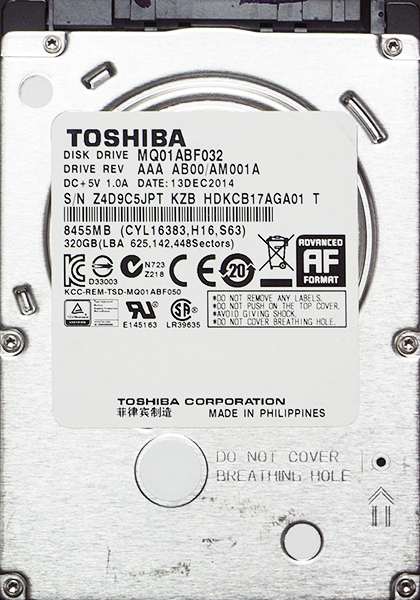 TOSHIBA
DISK DRIVE MQ01ABF032
DRIVE REV AAA AB00/AM001A
DC+5V 1.0A DATE: 13DEC2014
S/N Z4D9C5JPT KZB HDKCB17AGA01 T
8455MB (CYL16383,H16,S63)
320GB(LBA 625,142,448Sectors)
ADVANCED
AF
FORMAT
D33003
N723
Z218
CE
20
KCC-REM-TSD-MQ01ABF050
*DO NOT REMOVE ANY LABELS.
*DO NOT PUSH ON THE TOP COVER.
*AVOID GIVING SHOCK.
*DO NOT COVER BREATHING HOLE.
E145163
LR39635
TOSHIBA CORPORATION
菲律宾制造 MADE IN PHILIPPINES
DO NOT COVER
BREATHING HOLE